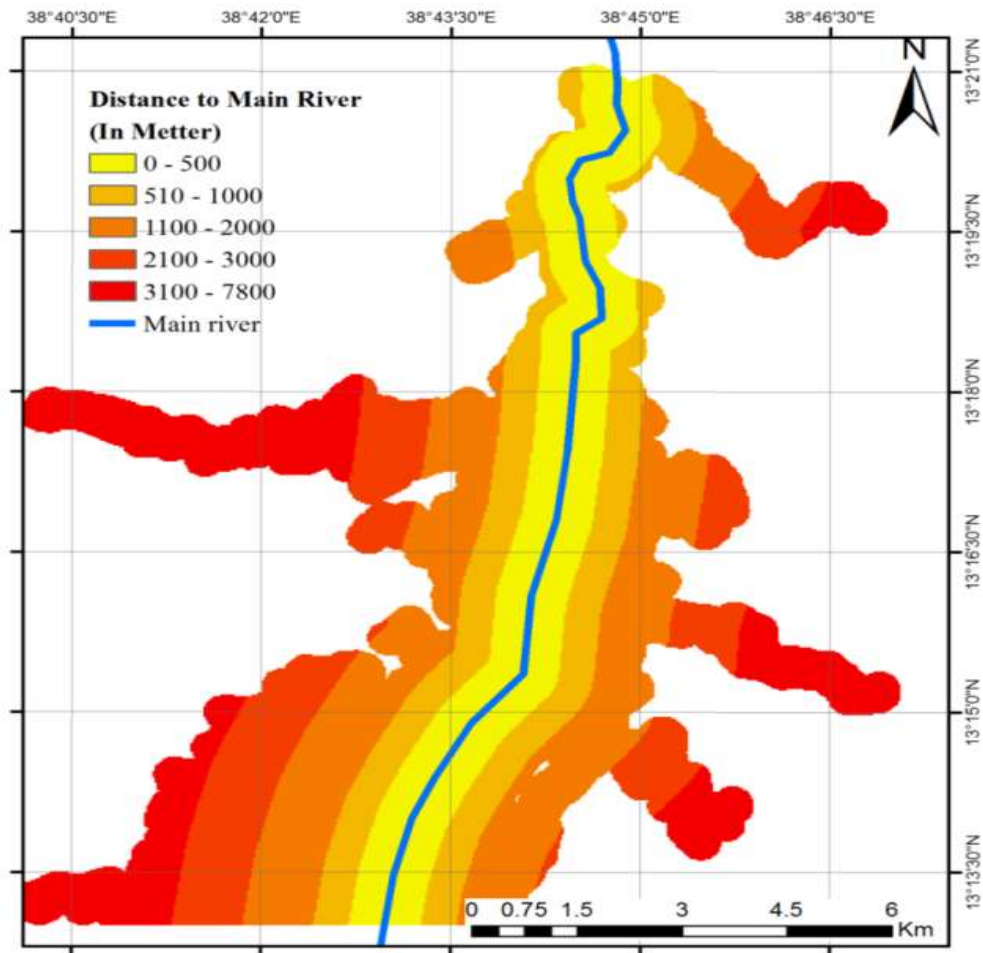 38°40'30"E 38°42'0"E 38°43'30"E 38°45'0"E 38°46'30"E
N
Distance to Main River
(In Metter)
0 - 500
510 - 1000
1100 - 2000
2100 - 3000
3100 - 7800
Main river
13°21'0"N
13°19'30"N
13°18'0"N
13°16'30"N
13°15'0"N
13°13'30"N
0 0.75 1.5 3 4.5 6
Km